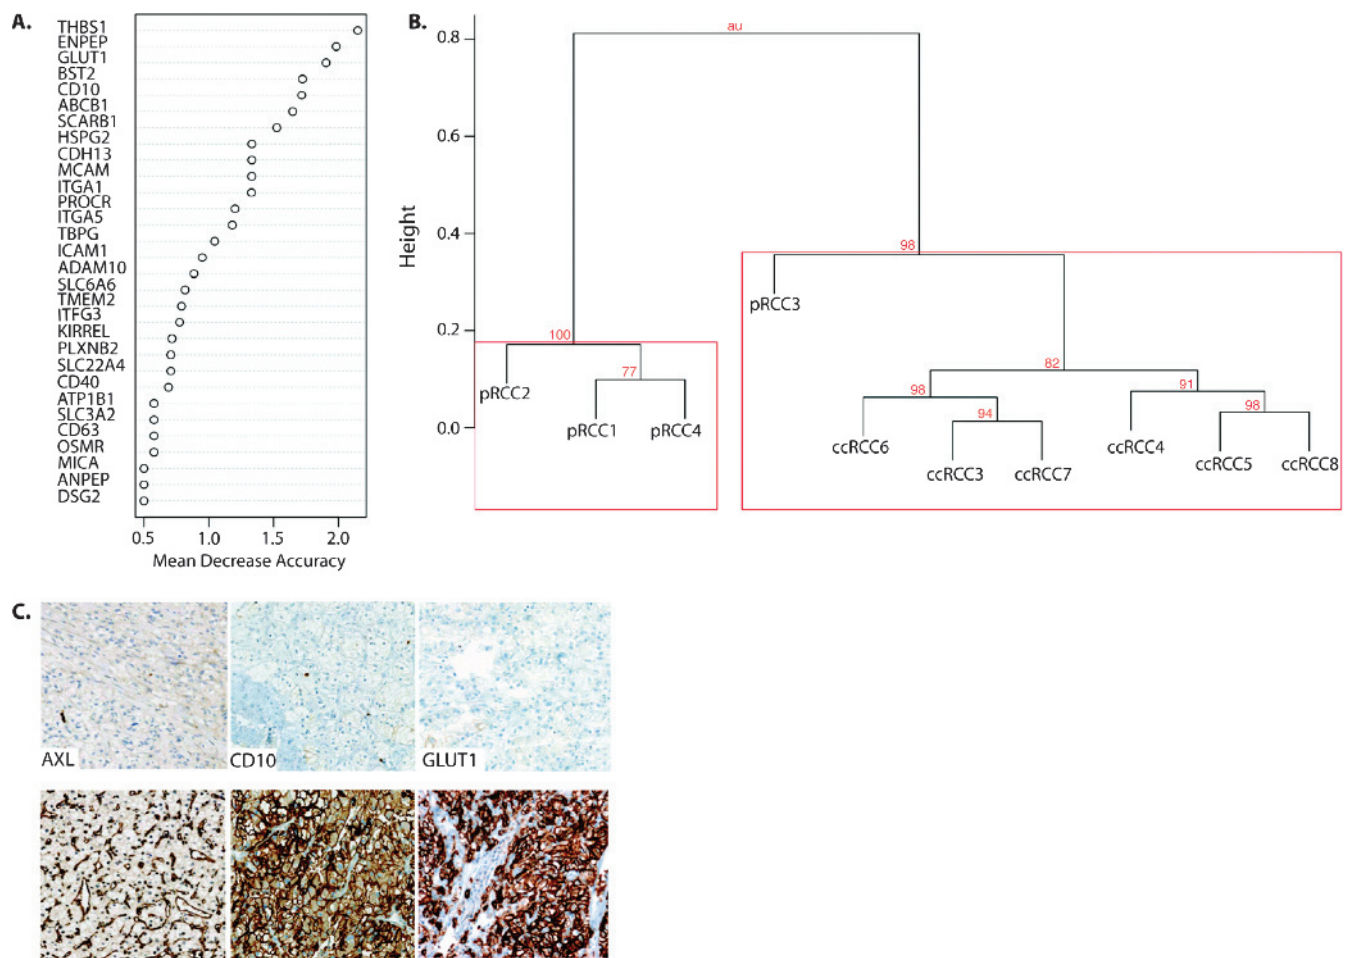 A.
THBS1
ENPEP
GLUT1
BST2
CD10
ABCB1
SCARB1
HSPG2
CDH13
MCAM
ITGA1
PROCR
ITGA5
TBPG
ICAM1
ADAM10
SLC6A6
TMEM2
ITFG3
KIRREL
PLXNB2
SLC22A4
CD40
ATP1B1
SLC3A2
CD63
OSMR
MICA
ANPEP
DSG2
0.5 1.0 1.5 2.0
Mean Decrease Accuracy
B.
Height
0.8
0.6
0.4
0.2
0.0
au
98
pRCC3
100
pRCC2
77
pRCC1 pRCC4
82
98
ccRCC6
94
ccRCC3 ccRCC7
91
ccRCC4
98
ccRCC5 ccRCC8
C.
AXL CD10 GLUT1